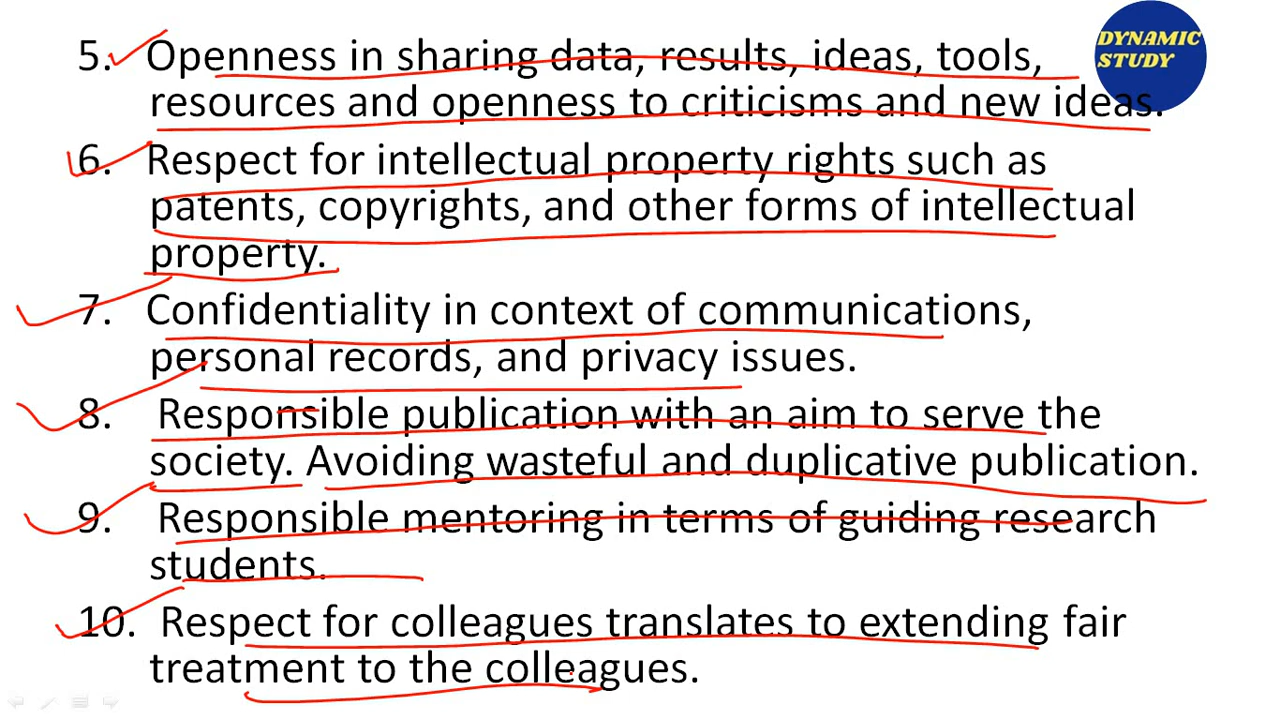 DYNAMIC
STUDY
5. Openness in sharing data, results, ideas, tools,
resources and openness to criticisms and new ideas.
6. Respect for intellectual property rights such as
patents, copyrights, and other forms of intellectual
property.
7. Confidentiality in context of communications,
personal records, and privacy issues.
8. Responsible publication with an aim to serve the
society. Avoiding wasteful and duplicative publication.
9. Responsible mentoring in terms of guiding research
students.
10. Respect for colleagues translates to extending fair
treatment to the colleagues.